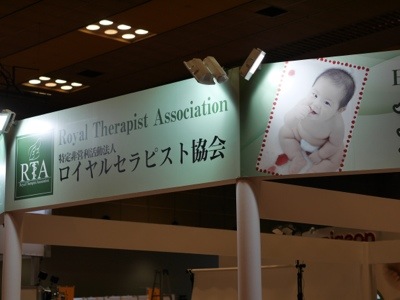 Royal Therapist Association
特定非営利活動法人
ロイヤルセラピスト協会
RTA